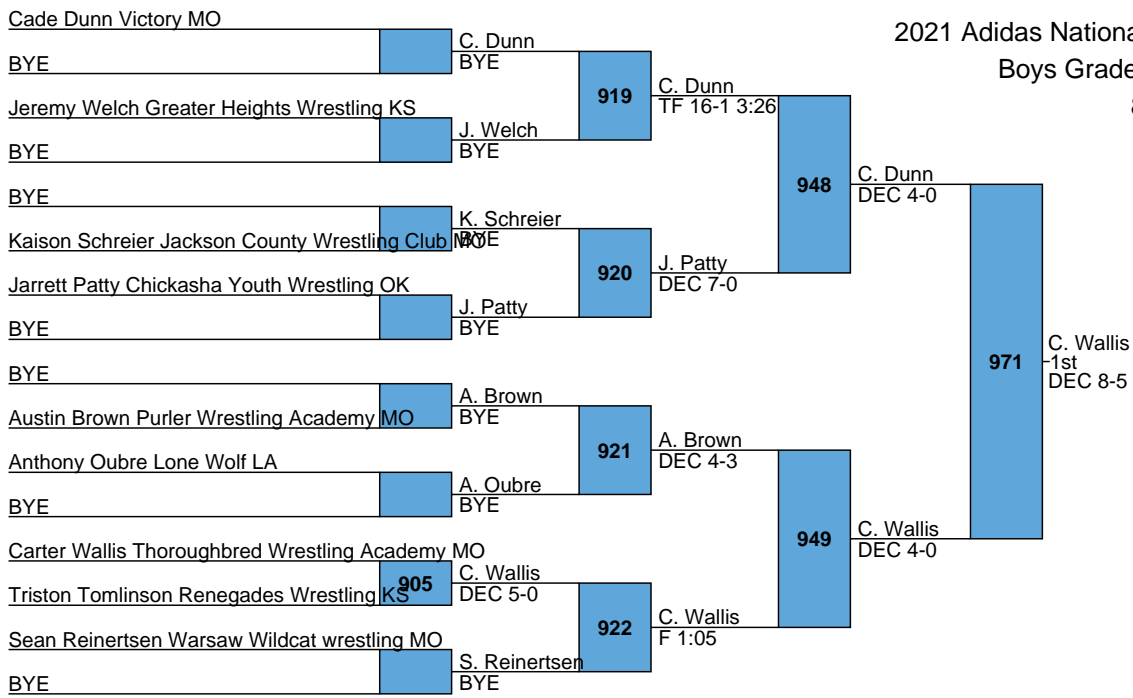 2021 Adidas Nationa
Boys Grade
Cade Dunn Victory MO
BYE
C. Dunn
BYE
Jeremy Welch Greater Heights Wrestling KS
BYE
J. Welch
BYE
919
C. Dunn
TF 16-1 3:26
BYE
Kaison Schreier Jackson County Wrestling Club MO
K. Schreier
BYE
Jarrett Patty Chickasha Youth Wrestling OK
BYE
J. Patty
BYE
920
J. Patty
DEC 7-0
948
C. Dunn
DEC 4-0
BYE
Austin Brown Purler Wrestling Academy MO
A. Brown
BYE
Anthony Oubre Lone Wolf LA
BYE
A. Oubre
BYE
921
A. Brown
DEC 4-3
Carter Wallis Thoroughbred Wrestling Academy MO
Triston Tomlinson Renegades Wrestling KS
905
C. Wallis
DEC 5-0
Sean Reinertsen Warsaw Wildcat wrestling MO
BYE
S. Reinertsen
BYE
922
C. Wallis
F 1:05
949
C. Wallis
DEC 4-0
971
C. Wallis
1st
DEC 8-5